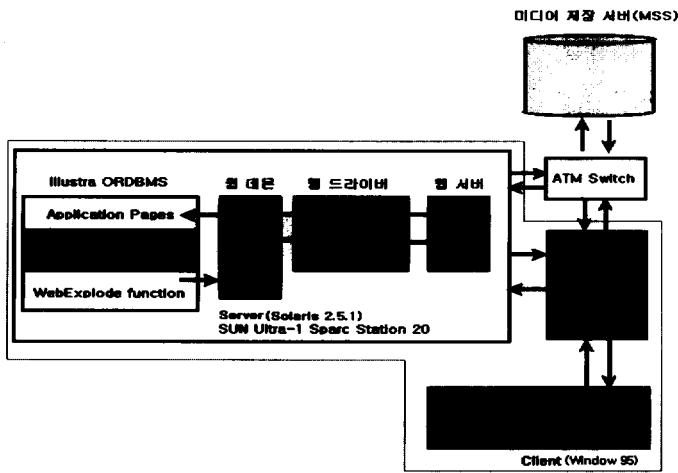 미디어 저장 서버(MSS)
ATM Switch
Illustra ORDBMS
웹 데몬
웹 드라이버
웹 서버
Application Pages
WebExplode function
Server(Solaris 2.5.1)
SUN Ultra-1 Sparc Station 20
Client (Window 95)